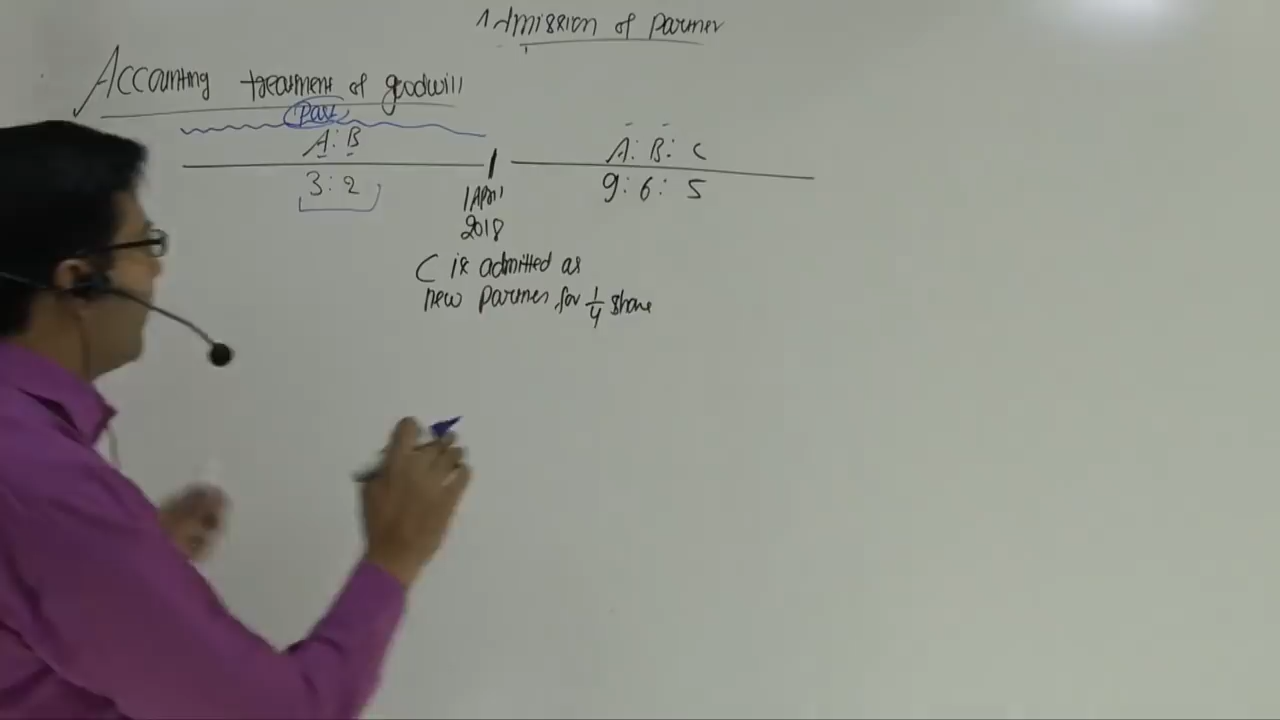 Admission of partner
Accounting treatment of goodwill
Past
A : B
3 : 2
1 April
2018
A : B : C
9 : 6 : 5
C is admitted as
new partner for 1/4 share